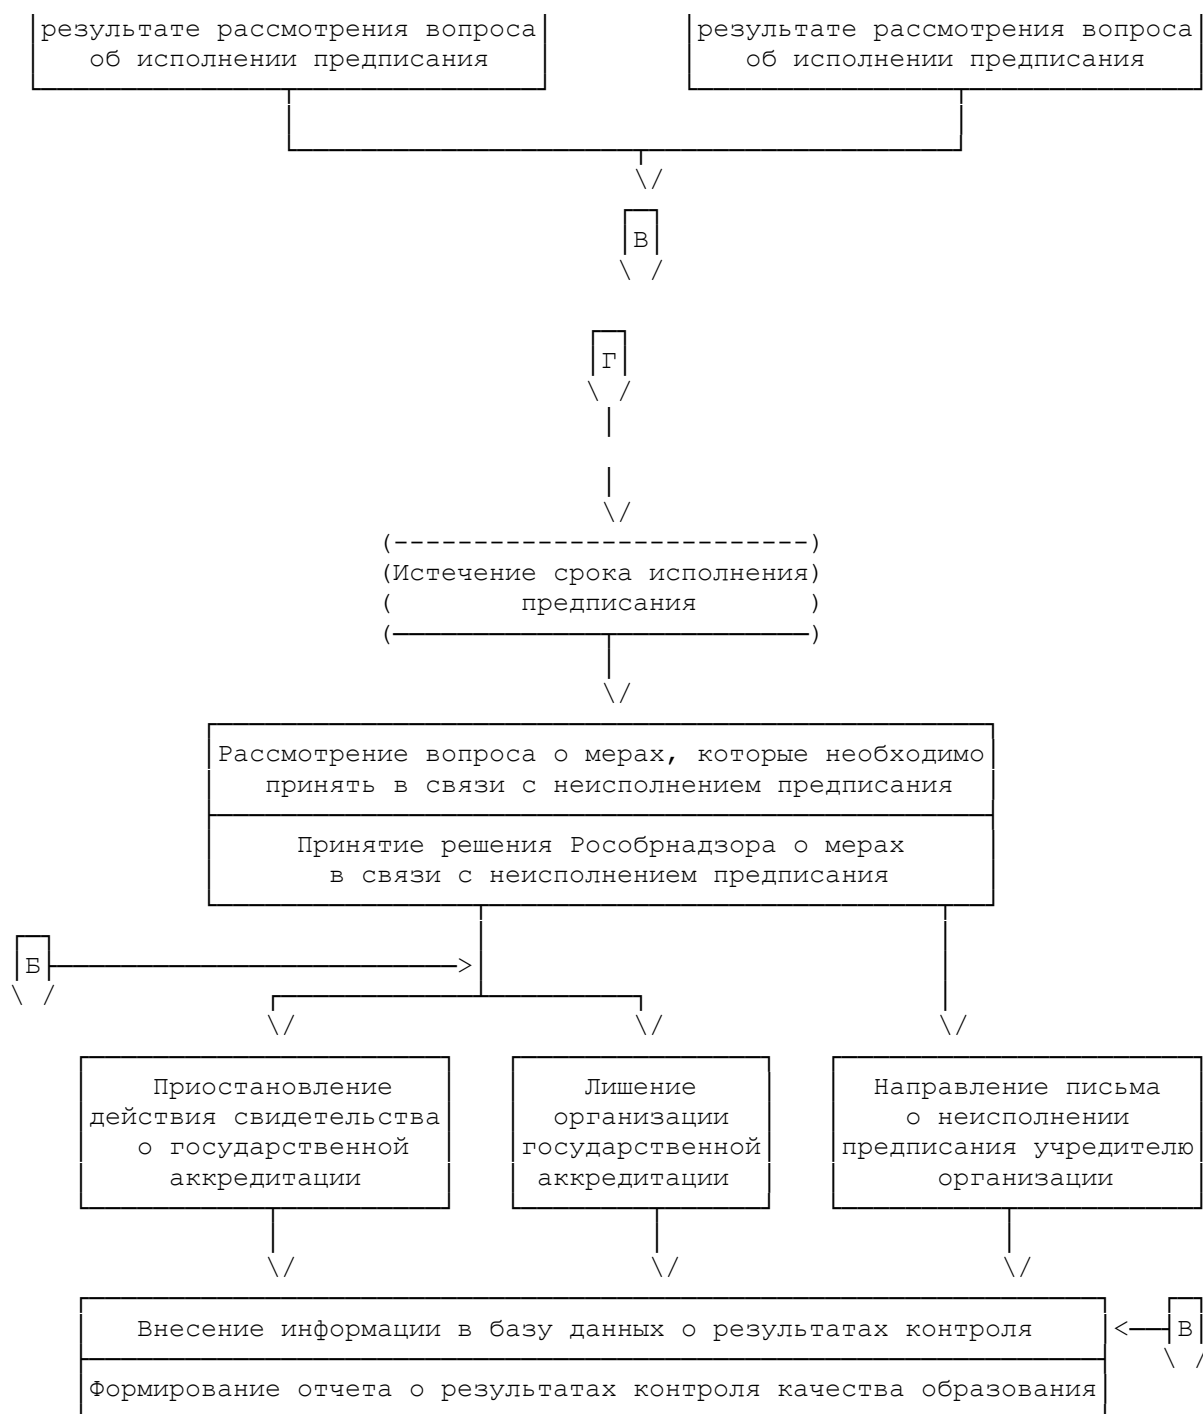 результате рассмотрения вопроса
об исполнении предписания
результате рассмотрения вопроса
об исполнении предписания
В
Г
Истечение срока исполнения
предписания
Рассмотрение вопроса о мерах, которые необходимо
принять в связи с неисполнением предписания
Принятие решения Рособрнадзора о мерах
в связи с неисполнением предписания
Б
Приостановление
действия свидетельства
о государственной
аккредитации
Лишение
организации
государственной
аккредитации
Направление письма
о неисполнении
предписания учредителю
организации
Внесение информации в базу данных о результатах контроля
В
Формирование отчета о результатах контроля качества образования